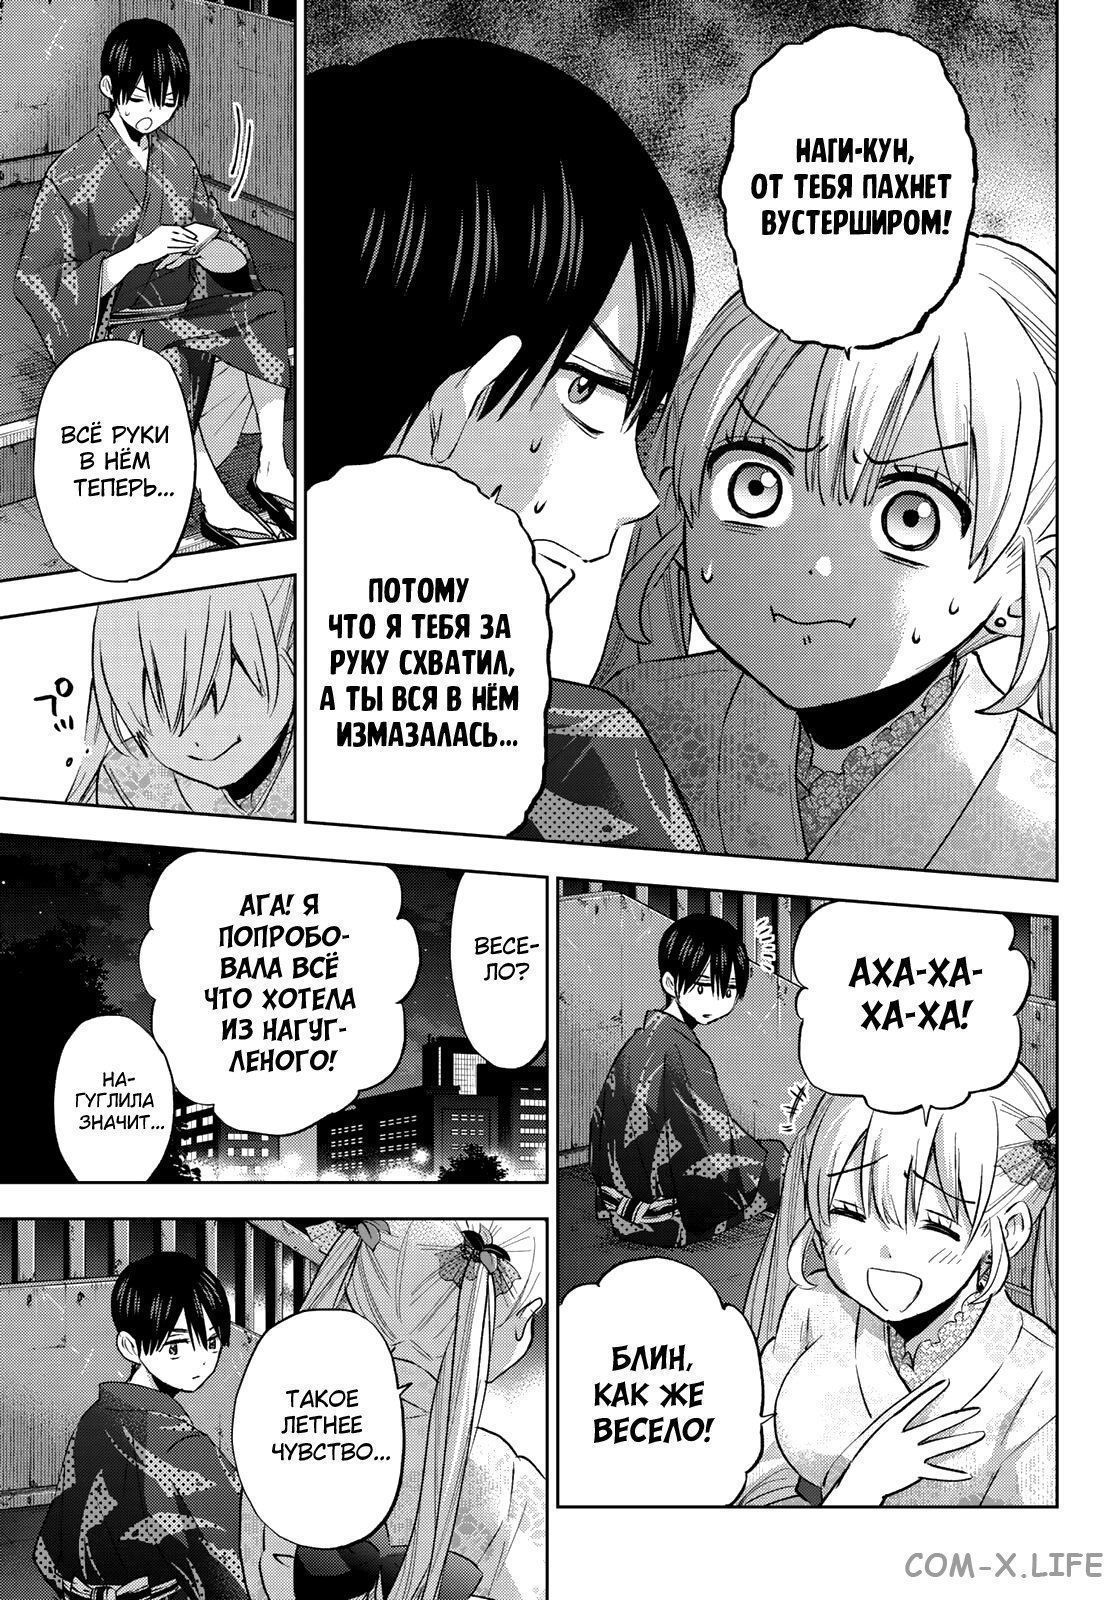 НАГИ-КУН,
ОТ ТЕБЯ ПАХНЕТ
ВУСТЕРШИРОМ!
ПОТОМУ
ЧТО Я ТЕБЯ ЗА
РУКУ СХВАТИЛ,
А ТЫ ВСЯ В НЁМ
ИЗМАЗАЛАСЬ...
ВСЁ РУКИ
В НЁМ
ТЕПЕРЬ...
АХА-ХА-
ХА-ХА!
БЛИН,
КАК ЖЕ
ВЕСЕЛО!
ВЕСЕ-
ЛО?
АГА! Я
ПОПРОБО-
ВАЛА ВСЁ
ЧТО ХОТЕЛА
ИЗ НАГУГ-
ЛЕНОГО!
НА-
ГУГЛИЛА
ЗНАЧИТ...
ТАКОЕ
ЛЕТНЕЕ
ЧУВСТВО...
COM-X.LIFE